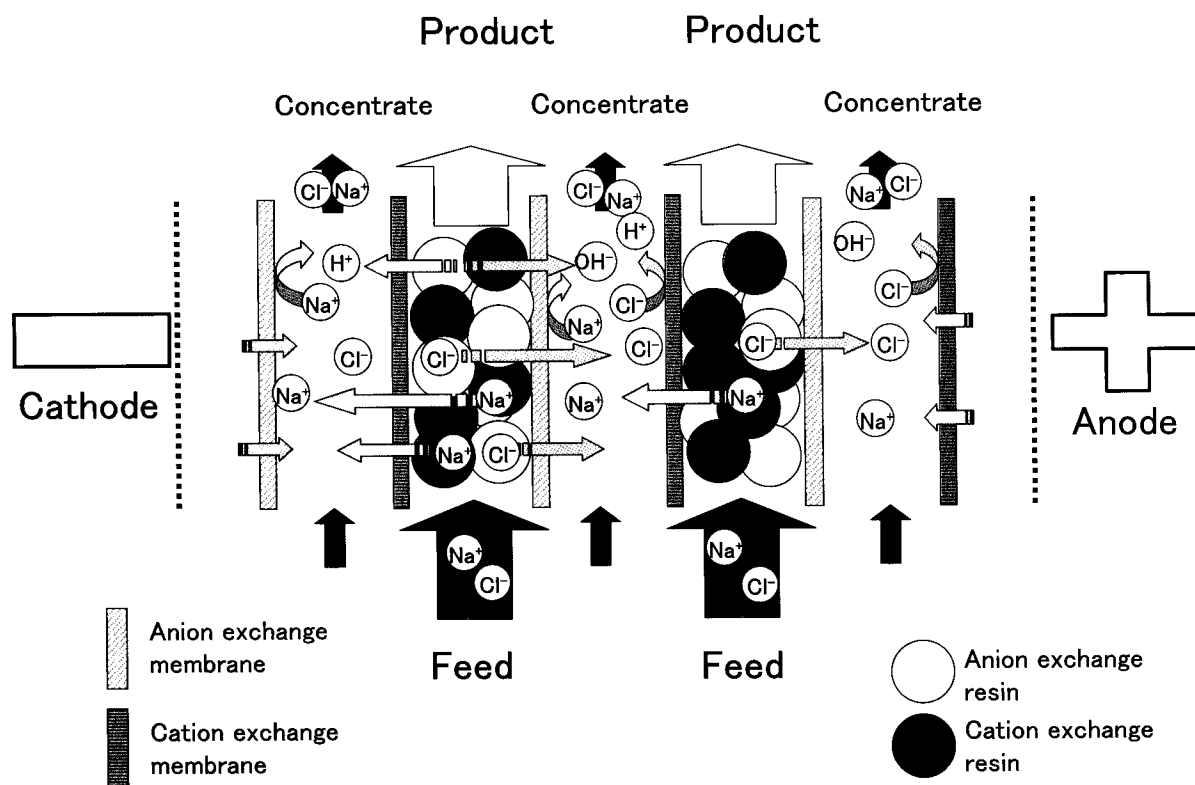 Product
Product
Concentrate
Concentrate
Concentrate
Cl⁻
Na⁺
Cl⁻
Na⁺
Na⁺
Cl⁻
H⁺
OH⁻
H⁺
OH⁻
Na⁺
Na⁺
Cl⁻
Cl⁻
Cl⁻
Cl⁻
Cl⁻
Cl⁻
Cl⁻
Cathode
Na⁺
Na⁺
Na⁺
Na⁺
Na⁺
Anode
Na⁺
Cl⁻
Na⁺
Cl⁻
Na⁺
Cl⁻
Anion exchange
membrane
Feed
Feed
Anion exchange
resin
Cation exchange
membrane
Cation exchange
resin